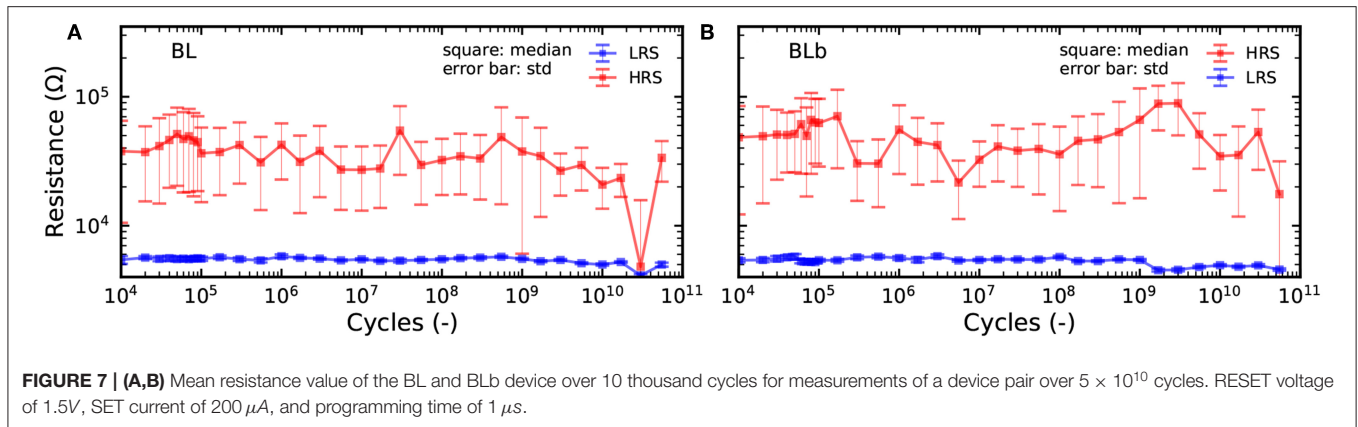 A
BL
square: median
error bar: std
LRS
HRS
Resistance (Ω)
10⁵
10⁴
10⁴ 10⁵ 10⁶ 10⁷ 10⁸ 10⁹ 10¹⁰ 10¹¹
Cycles (-)
B
BLb
square: median
error bar: std
HRS
LRS
10⁵
10⁴
10⁴ 10⁵ 10⁶ 10⁷ 10⁸ 10⁹ 10¹⁰ 10¹¹
Cycles (-)
FIGURE 7 | (A,B) Mean resistance value of the BL and BLb device over 10 thousand cycles for measurements of a device pair over 5 × 10¹⁰ cycles. RESET voltage
of 1.5V, SET current of 200 μA, and programming time of 1 μs.